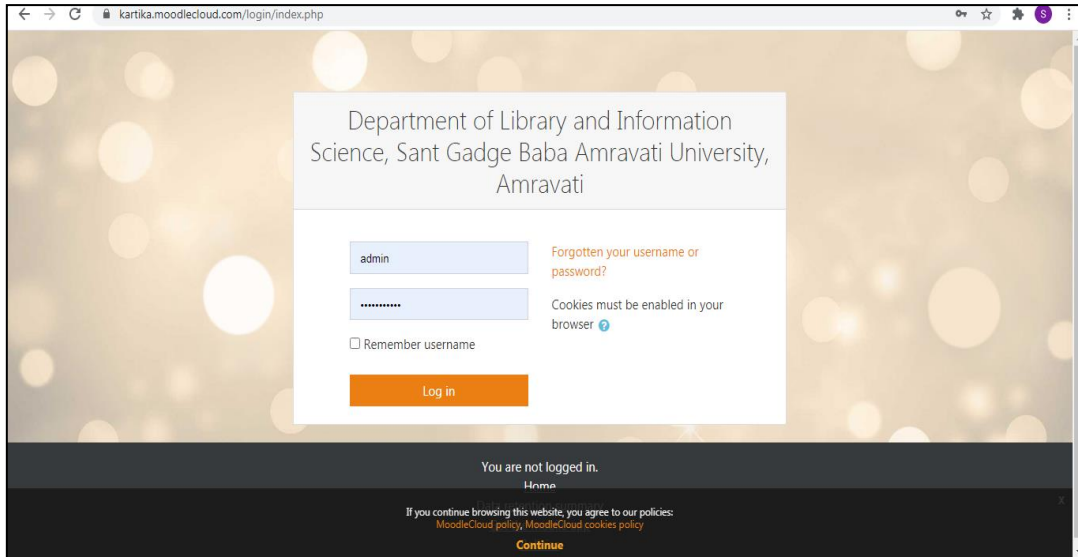 kartika.moodlecloud.com/login/index.php
S
Department of Library and Information
Science, Sant Gadge Baba Amravati University,
Amravati
admin
Forgotten your username or
password?
•••••••••••
Cookies must be enabled in your
browser ?
Remember username
Log in
You are not logged in.
Home
Data retention summary
x
If you continue browsing this website, you agree to our policies:
MoodleCloud policy, MoodleCloud cookies policy
Continue